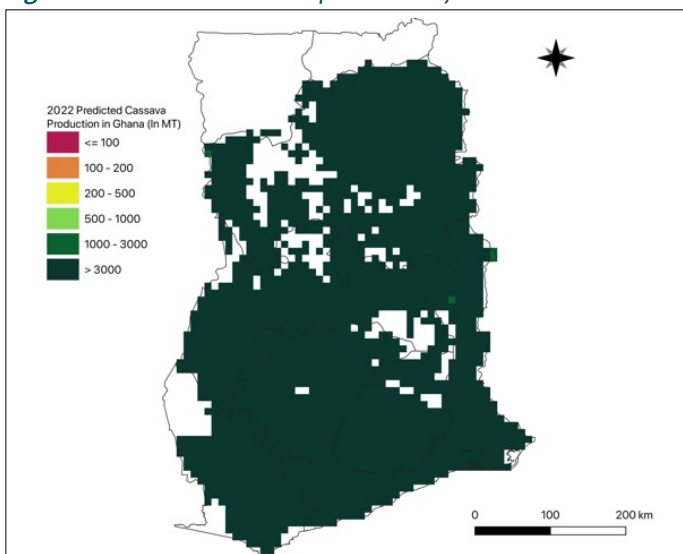 2022 Predicted Cassava
Production in Ghana (In MT)
<= 100
100 - 200
200 - 500
500 - 1000
1000 - 3000
> 3000
0 100 200 km